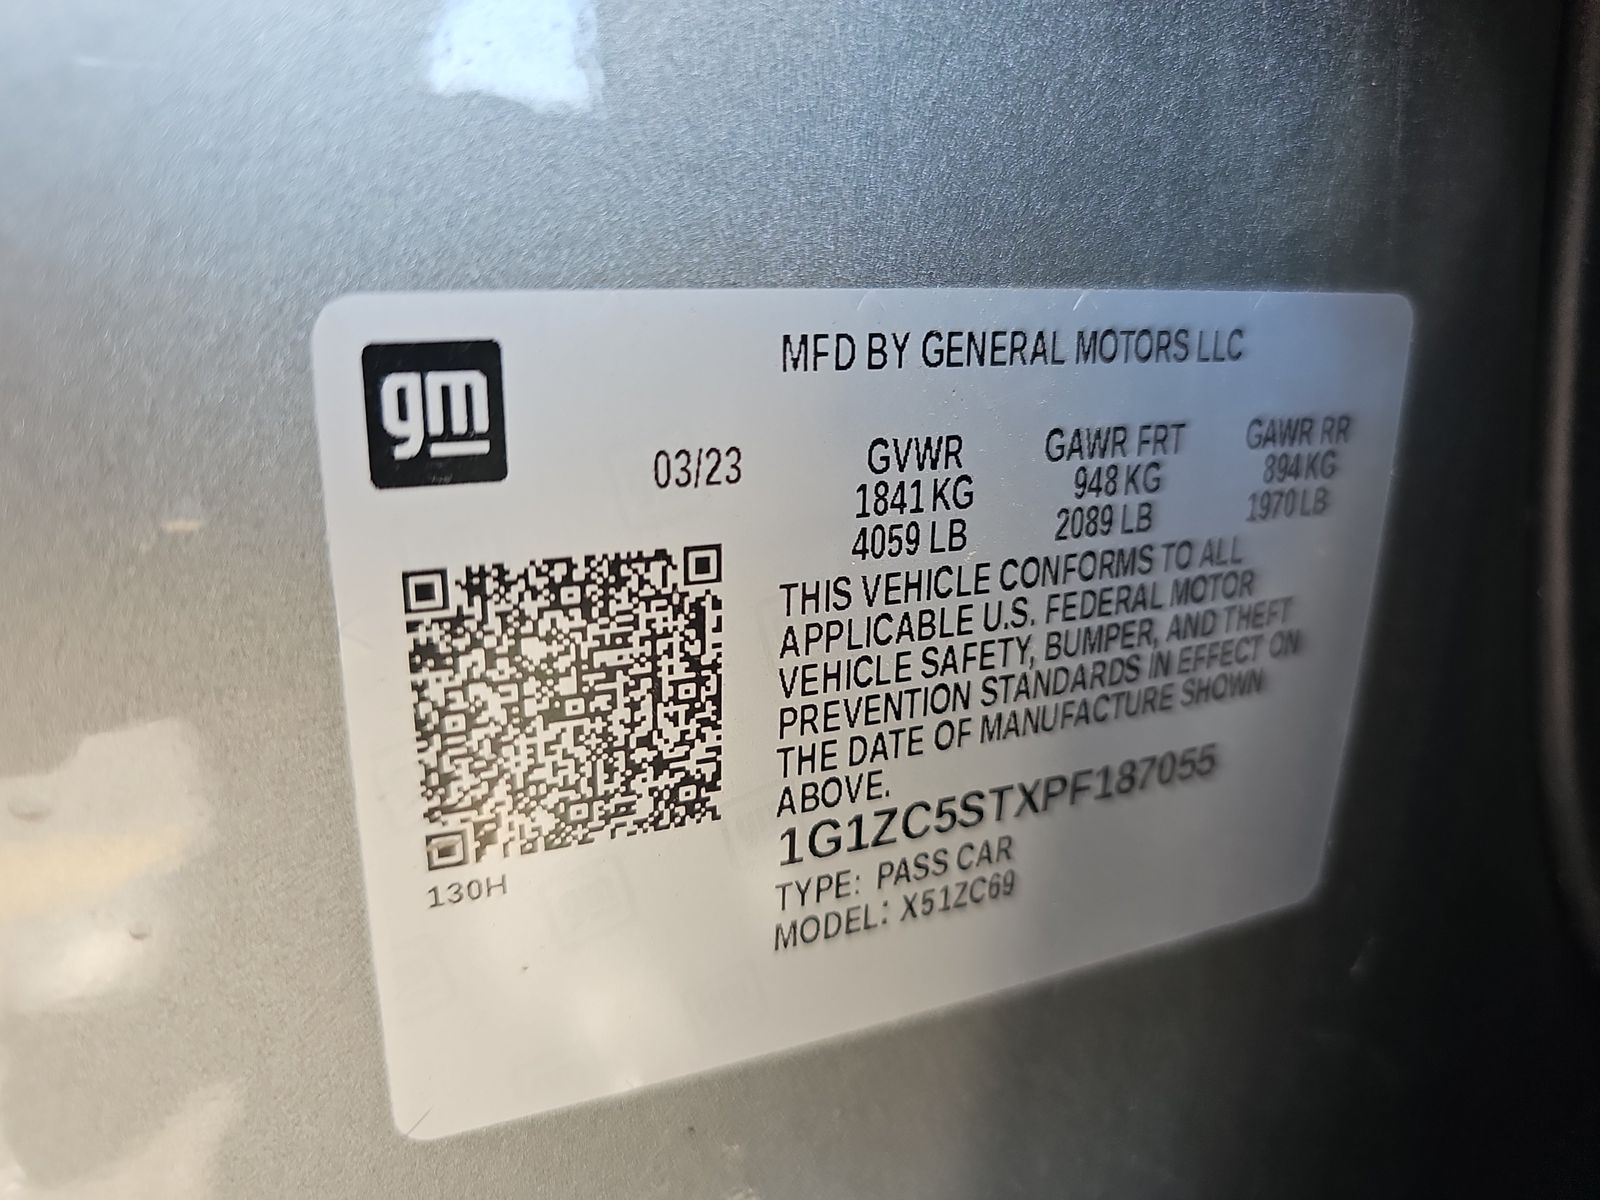 gm
MFD BY GENERAL MOTORS LLC
03/23
GVWR GAWR FRT GAWR RR
1841 KG 948 KG 894 KG
4059 LB 2089 LB 1970 LB
THIS VEHICLE CONFORMS TO ALL
APPLICABLE U.S. FEDERAL MOTOR
VEHICLE SAFETY, BUMPER, AND THEFT
PREVENTION STANDARDS IN EFFECT ON
THE DATE OF MANUFACTURE SHOWN
ABOVE.
1G1ZC5STXPF187055
TYPE: PASS CAR
MODEL: X51ZC69
130H